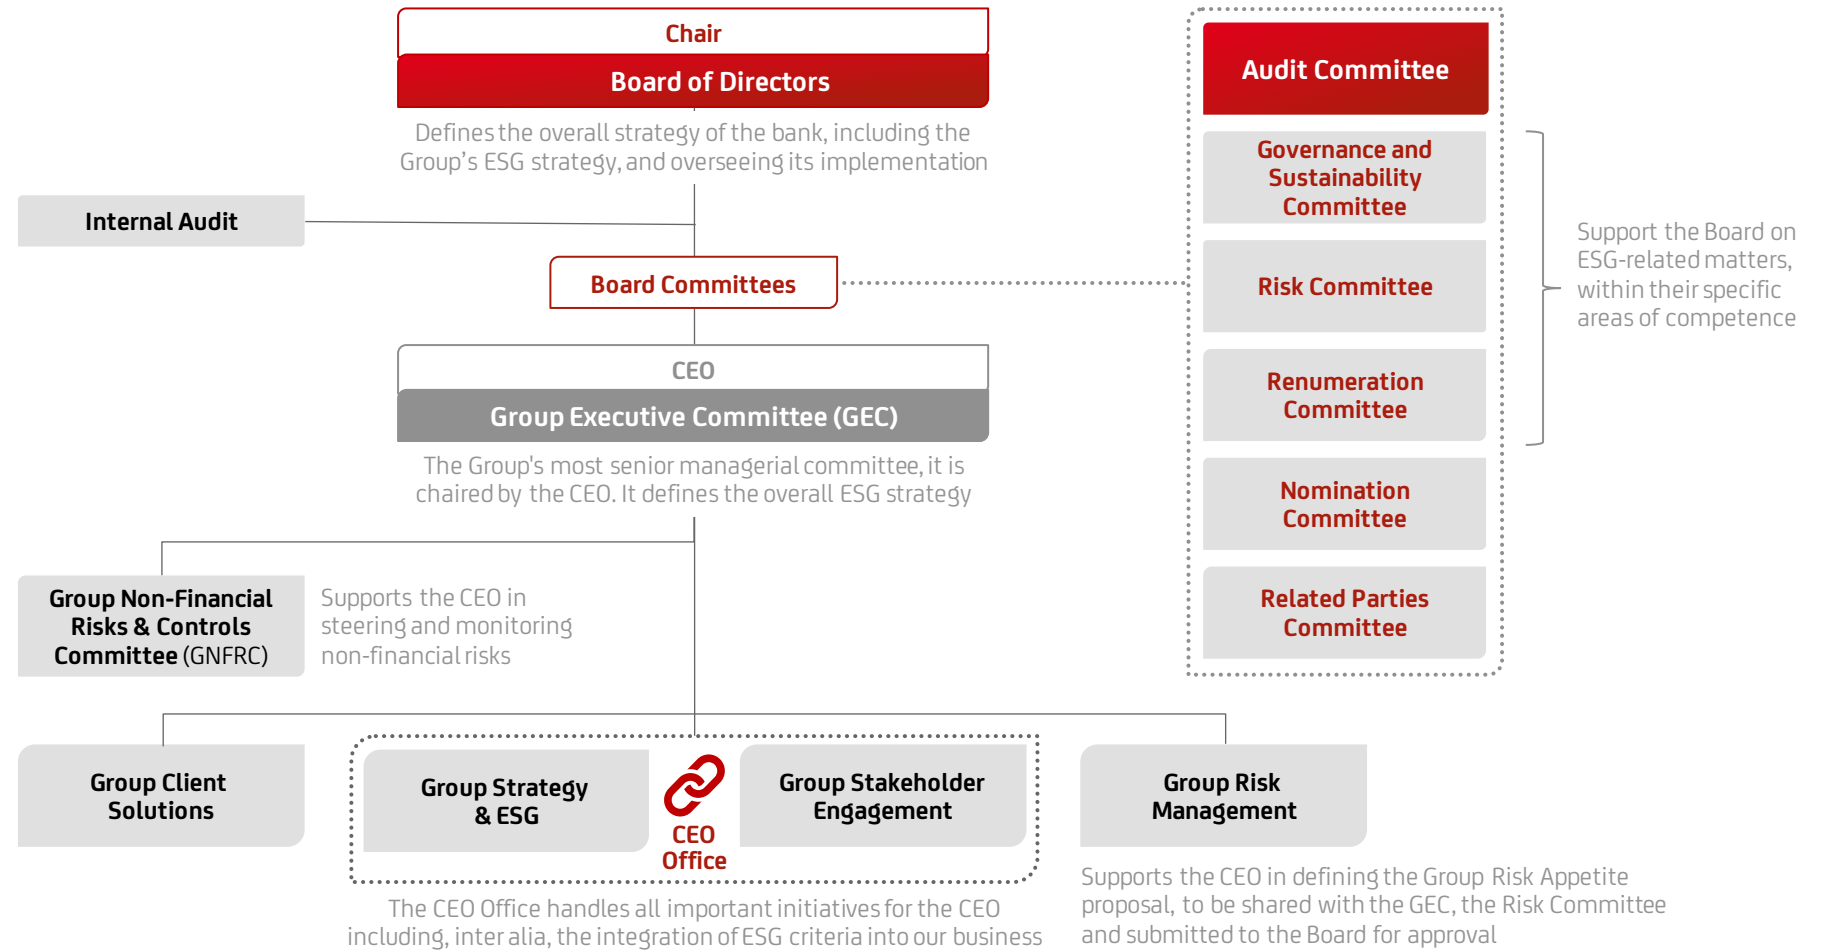 Chair
Board of Directors
Defines the overall strategy of the bank, including the
Group's ESG strategy, and overseeing its implementation
Internal Audit
Board Committees
CEO
Group Executive Committee (GEC)
The Group's most senior managerial committee, it is
chaired by the CEO. It defines the overall ESG strategy
Audit Committee
Governance and
Sustainability
Committee
Risk Committee
Renumeration
Committee
Nomination
Committee
Related Parties
Committee
Support the Board on
ESG-related matters,
within their specific
areas of competence
Group Non-Financial
Risks & Controls
Committee (GNFRC)
Supports the CEO in
steering and monitoring
non-financial risks
Group Client
Solutions
Group Strategy
& ESG
CEO
Office
Group Stakeholder
Engagement
Group Risk
Management
The CEO Office handles all important initiatives for the CEO
including, inter alia, the integration of ESG criteria into our business
Supports the CEO in defining the Group Risk Appetite
proposal, to be shared with the GEC, the Risk Committee
and submitted to the Board for approval